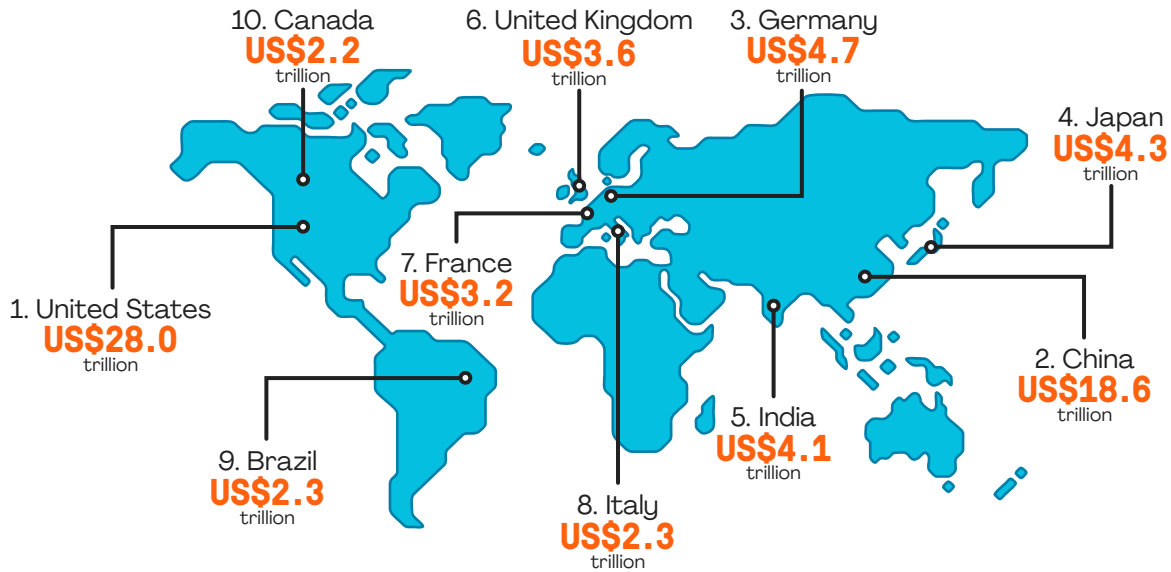 10. Canada
US$2.2
trillion
6. United Kingdom
US$3.6
trillion
3. Germany
US$4.7
trillion
4. Japan
US$4.3
trillion
7. France
US$3.2
trillion
1. United States
US$28.0
trillion
2. China
US$18.6
trillion
5. India
US$4.1
trillion
9. Brazil
US$2.3
trillion
8. Italy
US$2.3
trillion